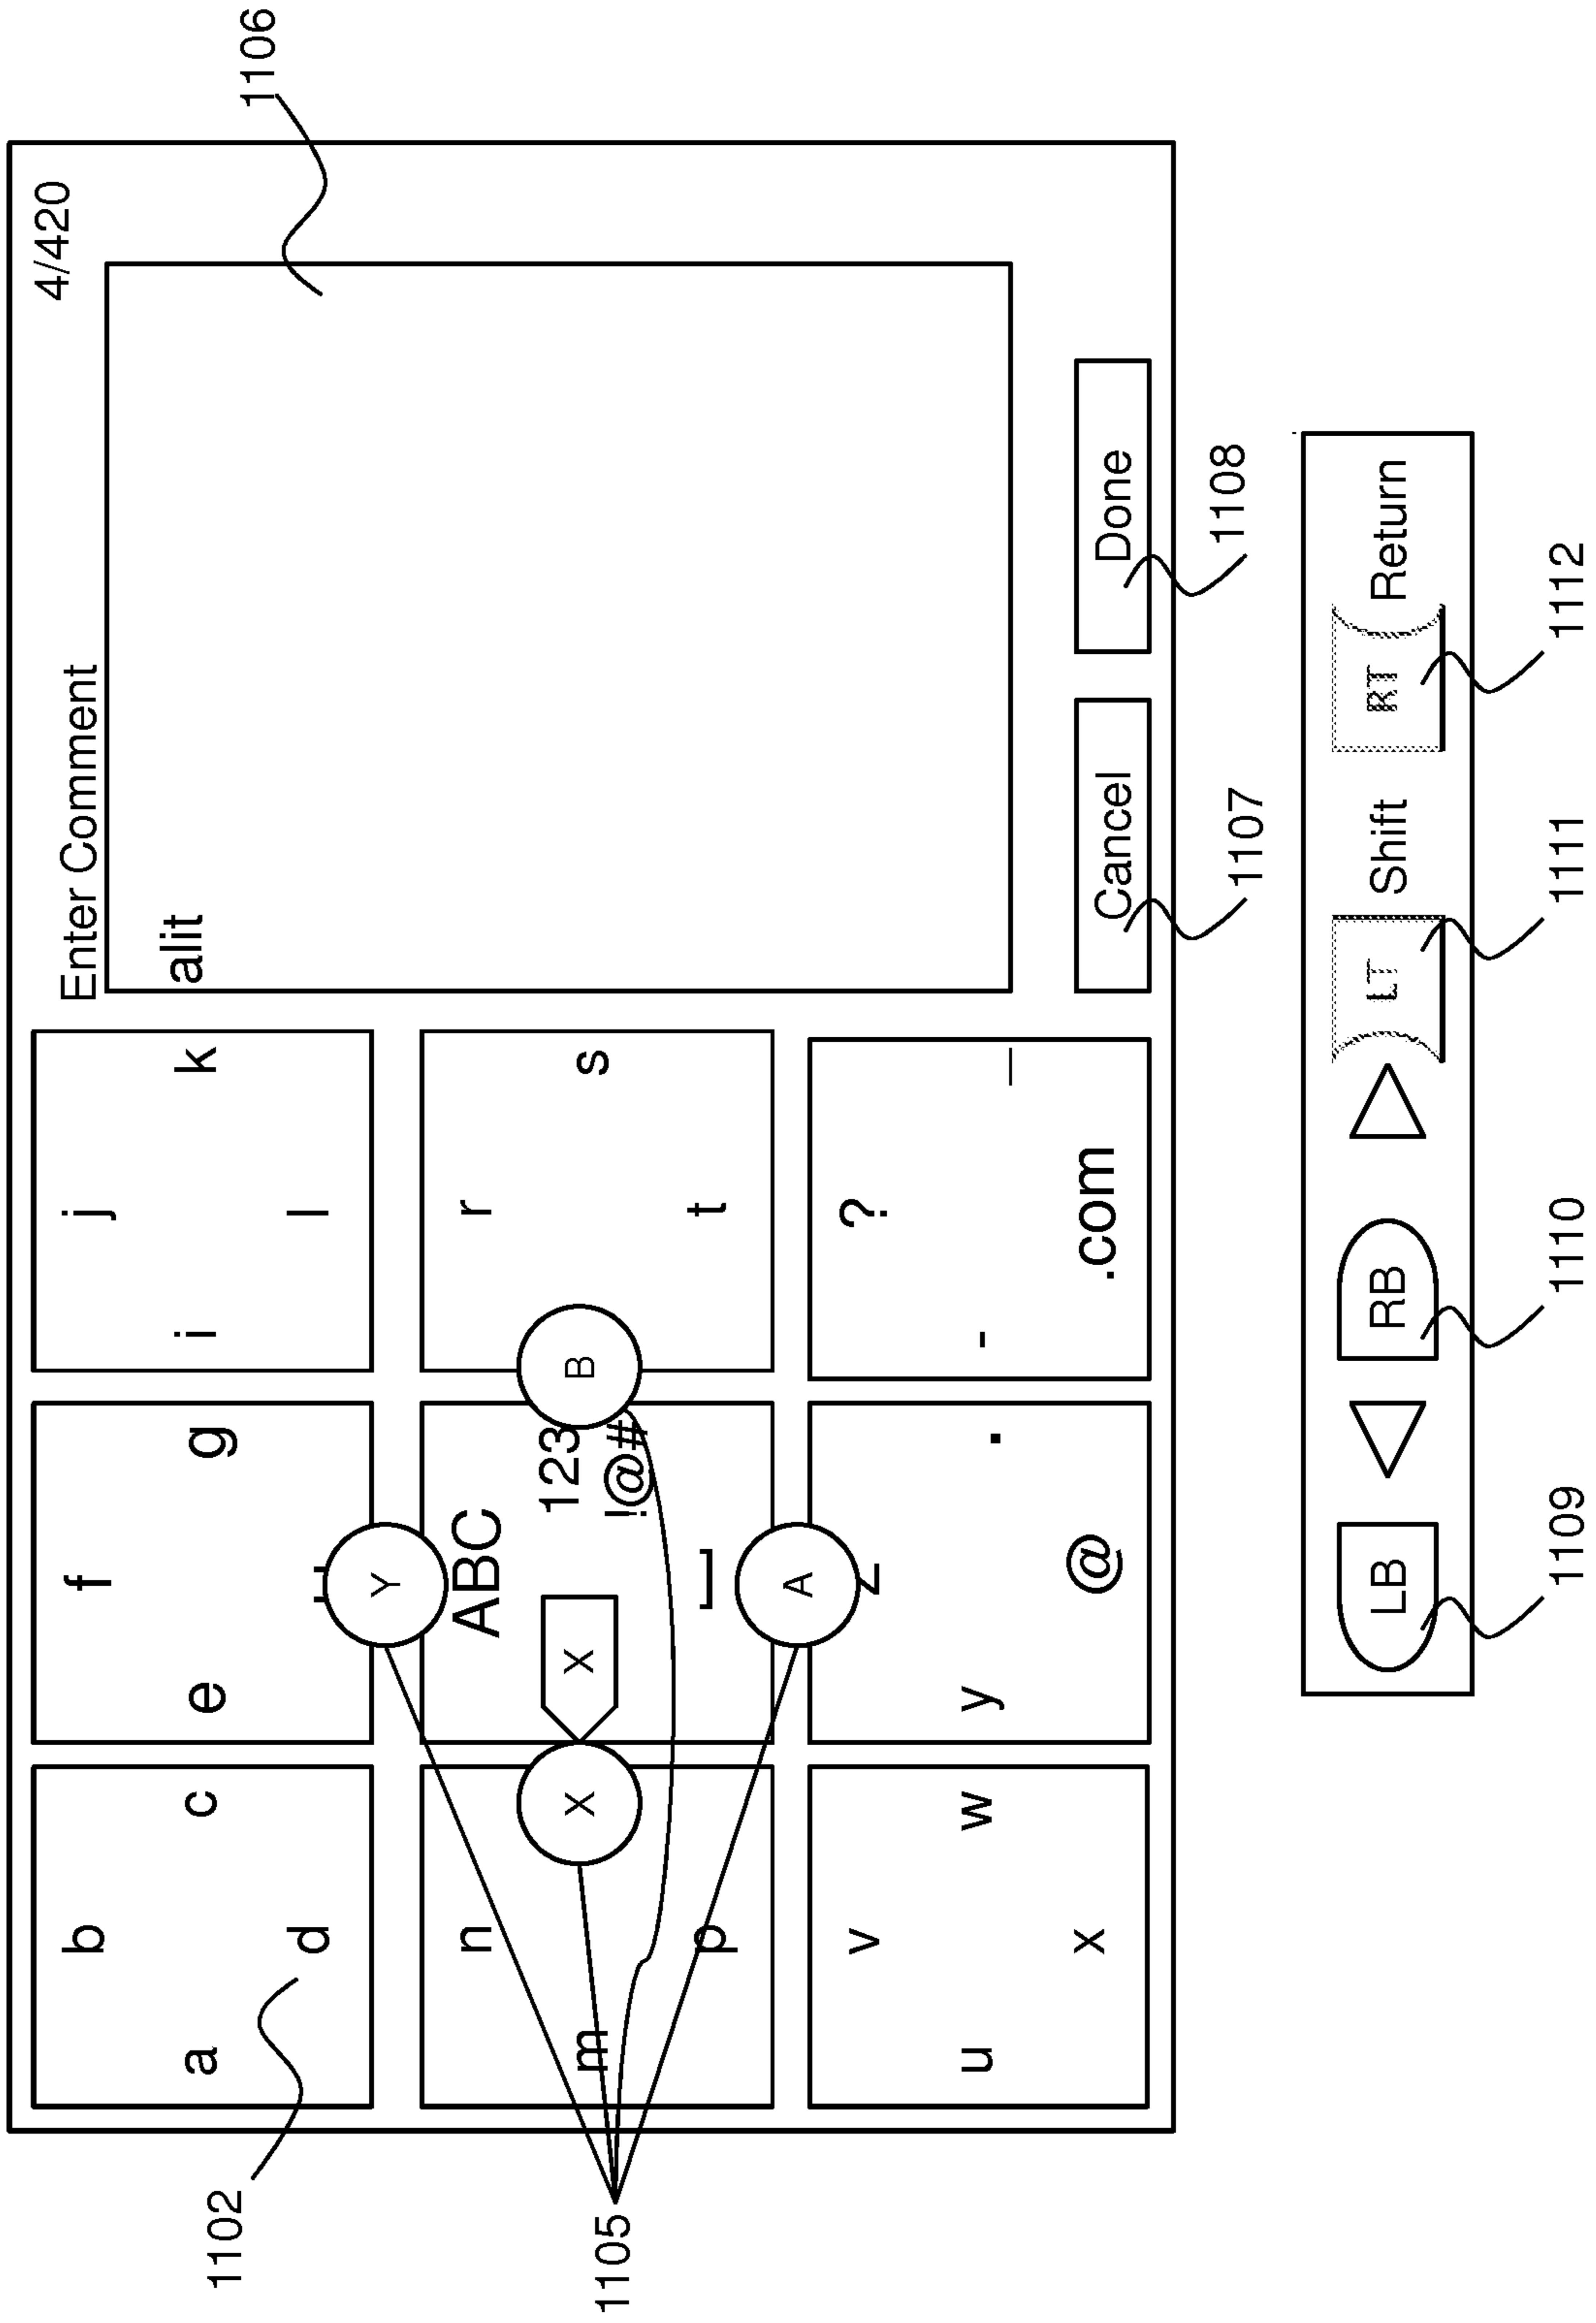 4/420
Enter Comment
1106
b f j
alit
a c e g i k
1102
d l
Y
n ABC r
123
X X B
m s
!@#
1105
p t
A
v z ?
u w y . - _
x @ .com
Cancel Done
1107 1108
LB RB LT Shift RT Return
1109 1110 1111 1112